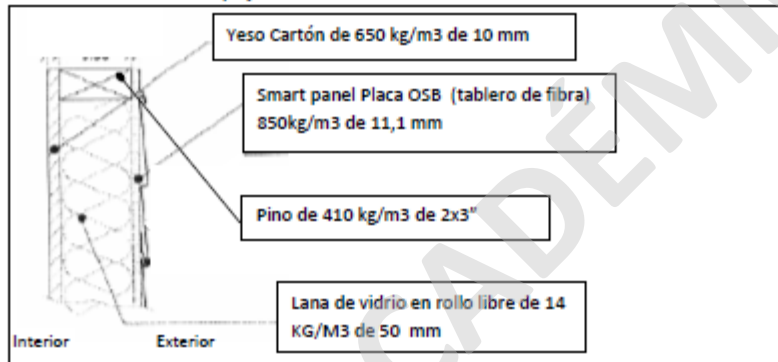 Yeso Cartón de 650 kg/m3 de 10 mm
Smart panel Placa OSB (tablero de fibra)
850kg/m3 de 11,1 mm
Pino de 410 kg/m3 de 2x3"
Lana de vidrio en rollo libre de 14
KG/M3 de 50 mm
Interior
Exterior
CADÉMI